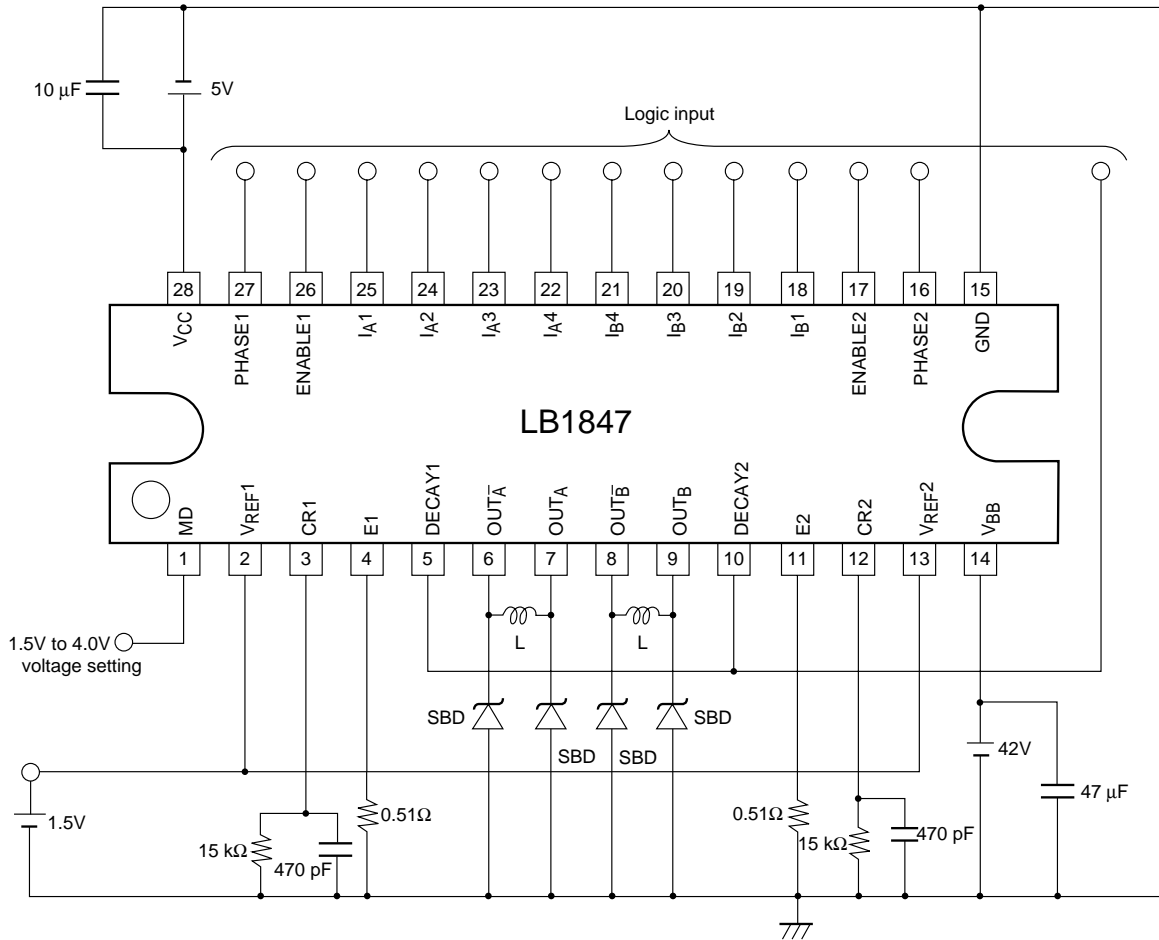 10 μF
5V
Logic input
28 27 26 25 24 23 22 21 20 19 18 17 16 15
VCC PHASE1 ENABLE1 IA1 IA2 IA3 IA4 IB4 IB3 IB2 IB1 ENABLE2 PHASE2 GND
LB1847
MD VREF1 CR1 E1 DECAY1 OUTA̅ OUTA OUTB̅ OUTB DECAY2 E2 CR2 VREF2 VBB
1 2 3 4 5 6 7 8 9 10 11 12 13 14
1.5V to 4.0V
voltage setting
L
L
SBD
SBD
SBD
SBD
42V
47 μF
1.5V
0.51Ω
15 kΩ
470 pF
0.51Ω
15 kΩ
470 pF